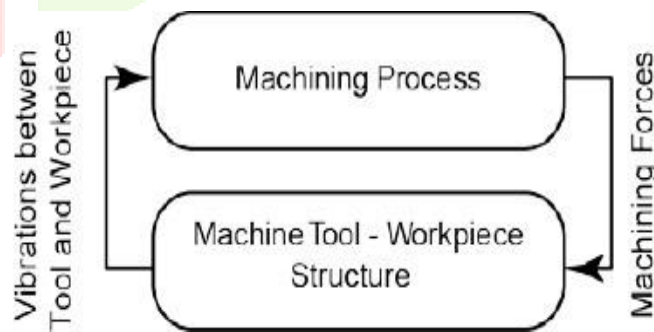 Vibrations betwen
Tool and Workpiece
Machining Process
Machine Tool - Workpiece
Structure
Machining Forces